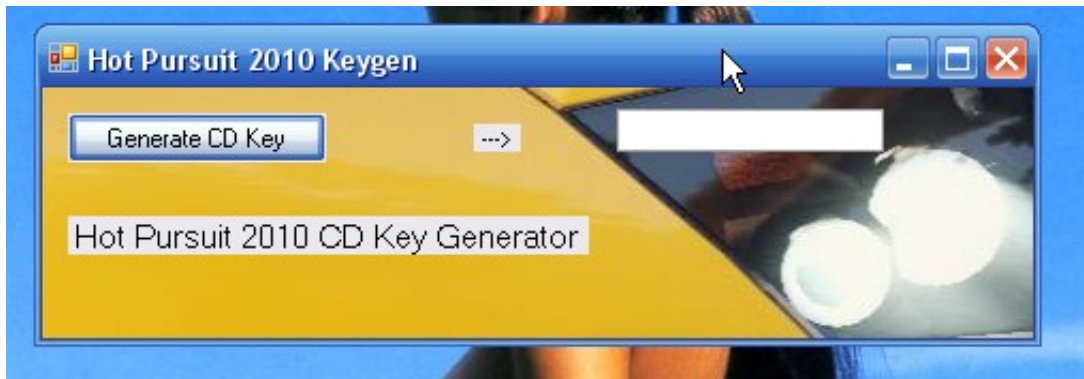 Hot Pursuit 2010 Keygen
Generate CD Key
--->
Hot Pursuit 2010 CD Key Generator